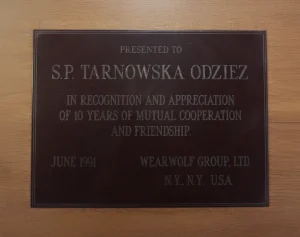 PRESENTED TO
S.P. TARNOWSKA ODZIEZ
IN RECOGNITION AND APPRECIATION
OF 10 YEARS OF MUTUAL COOPERATION
AND FRIENDSHIP
JUNE 1991 WEARWOLF GROUP, LTD
N.Y., N.Y. USA